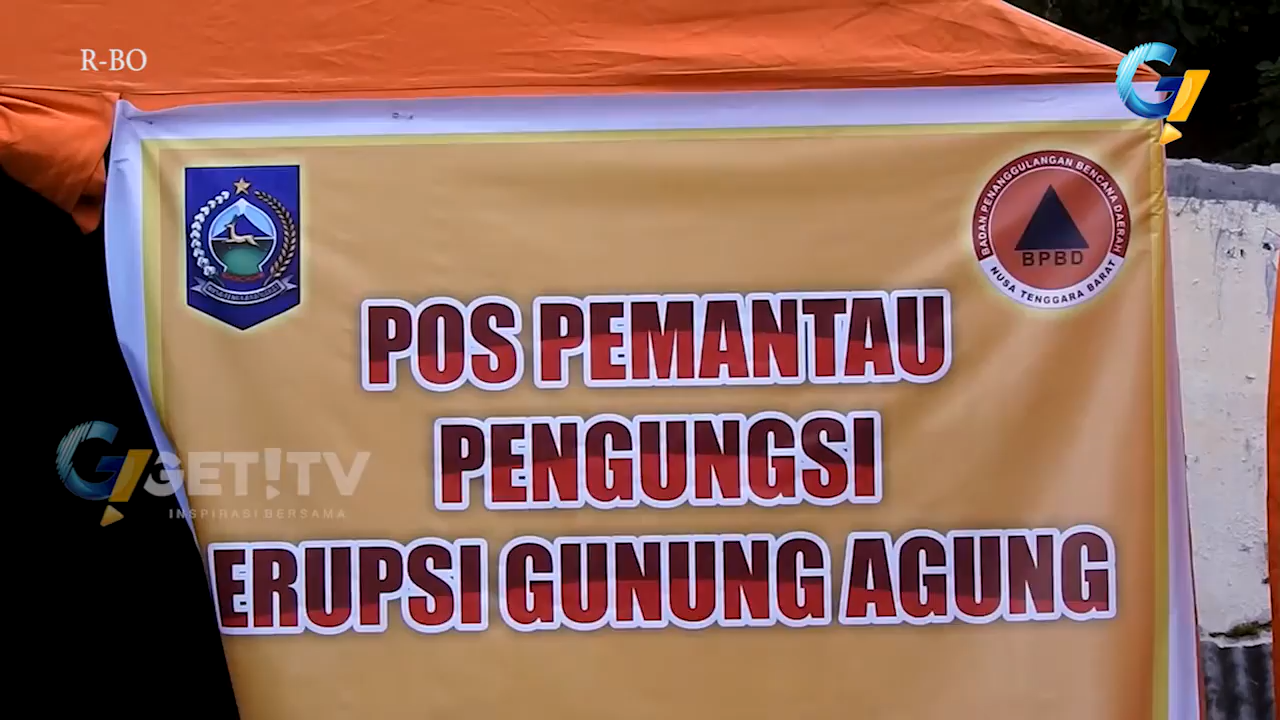 R-BO
BADAN PENANGGULANGAN BENCANA DAERAH
BPBD
NUSA TENGGARA BARAT
POS PEMANTAU
PENGUNGSI
ERUPSI GUNUNG AGUNG
GET!TV
INSPIRASI BERSAMA